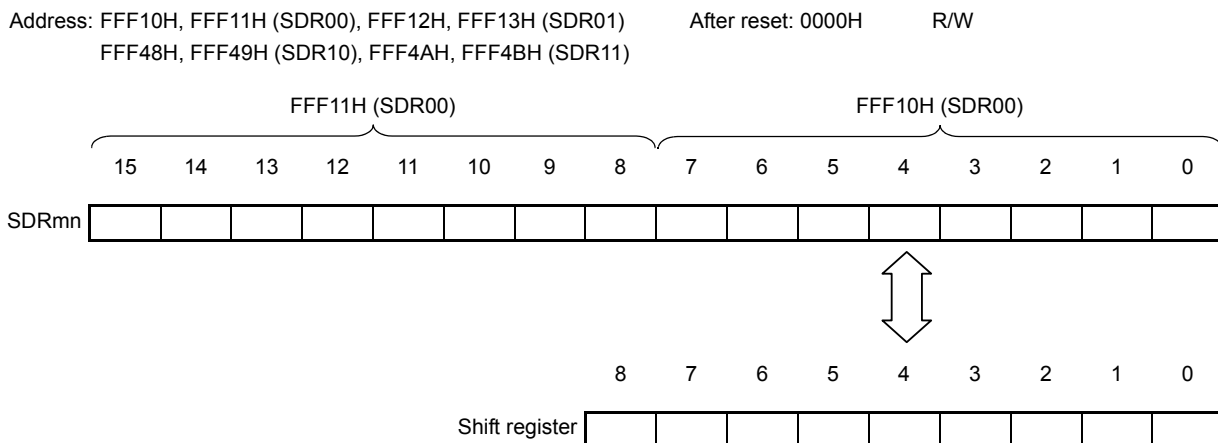 Address: FFF10H, FFF11H (SDR00), FFF12H, FFF13H (SDR01) After reset: 0000H R/W
FFF48H, FFF49H (SDR10), FFF4AH, FFF4BH (SDR11)
FFF11H (SDR00) FFF10H (SDR00)
15 14 13 12 11 10 9 8 7 6 5 4 3 2 1 0
SDRmn
8 7 6 5 4 3 2 1 0
Shift register